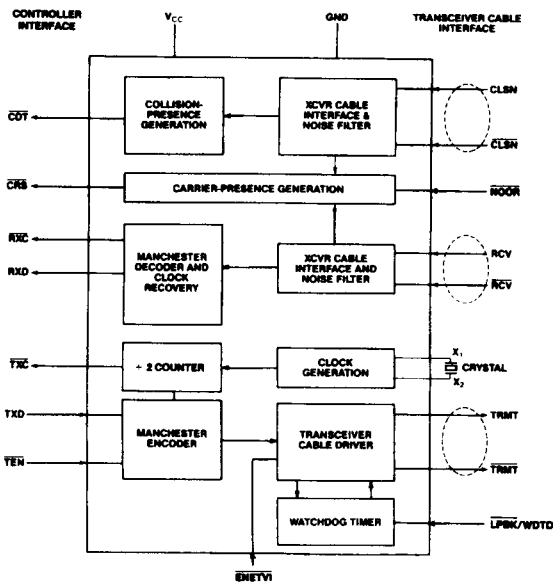 CONTROLLER
INTERFACE
VCC
GND
TRANSCEIVER CABLE
INTERFACE
COLLISION-
PRESENCE
GENERATION
XCVR CABLE
INTERFACE &
NOISE FILTER
CLSN
CDT
CLSN
CRS
CARRIER-PRESENCE GENERATION
NOOR
RXC
RXD
MANCHESTER
DECODER AND
CLOCK
RECOVERY
XCVR CABLE
INTERFACE AND
NOISE FILTER
RCV
RCV
TXC
÷ 2 COUNTER
CLOCK
GENERATION
X1
CRYSTAL
X2
TXD
TEN
MANCHESTER
ENCODER
TRANSCEIVER
CABLE DRIVER
TRMT
TRMT
WATCHDOG TIMER
LPBK/WDTD
ENETV1